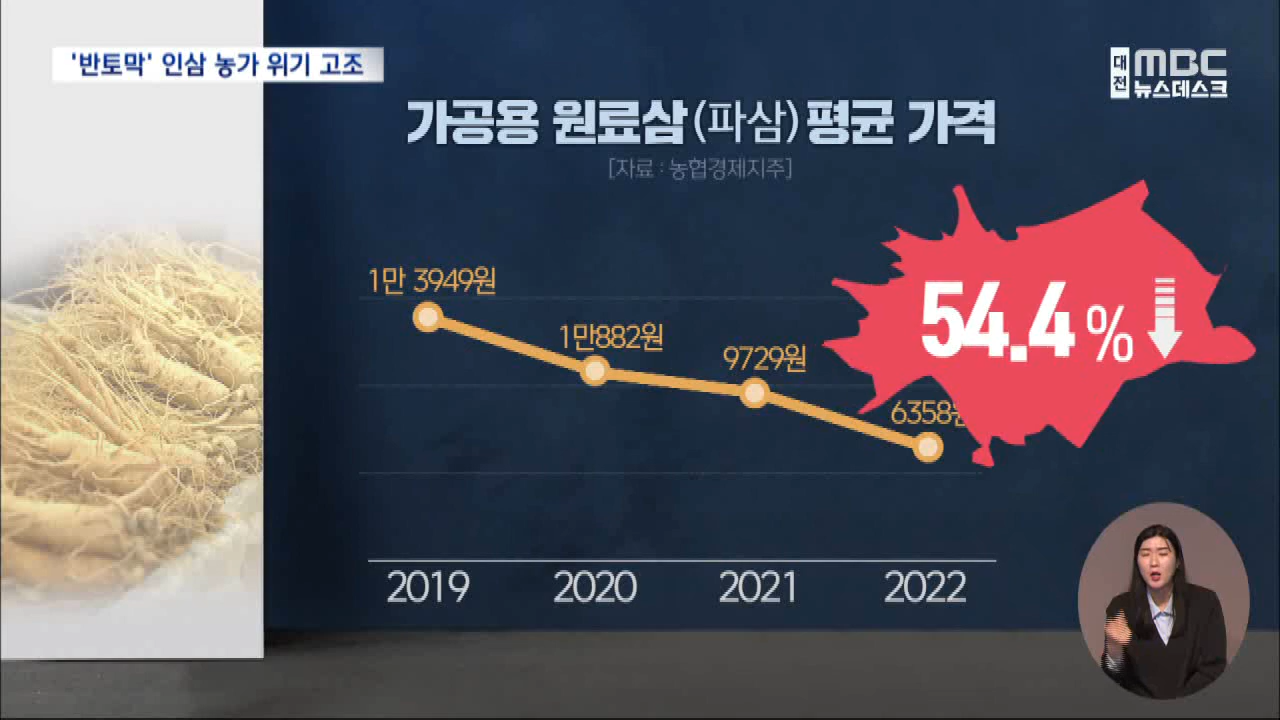 '반토막' 인삼 농가 위기 고조
대전 MBC 뉴스데스크
가공용 원료삼(파삼) 평균 가격
[자료 : 농협경제지주]
1만 3949원
1만882원
9729원
6358원
54.4%
2019 2020 2021 2022